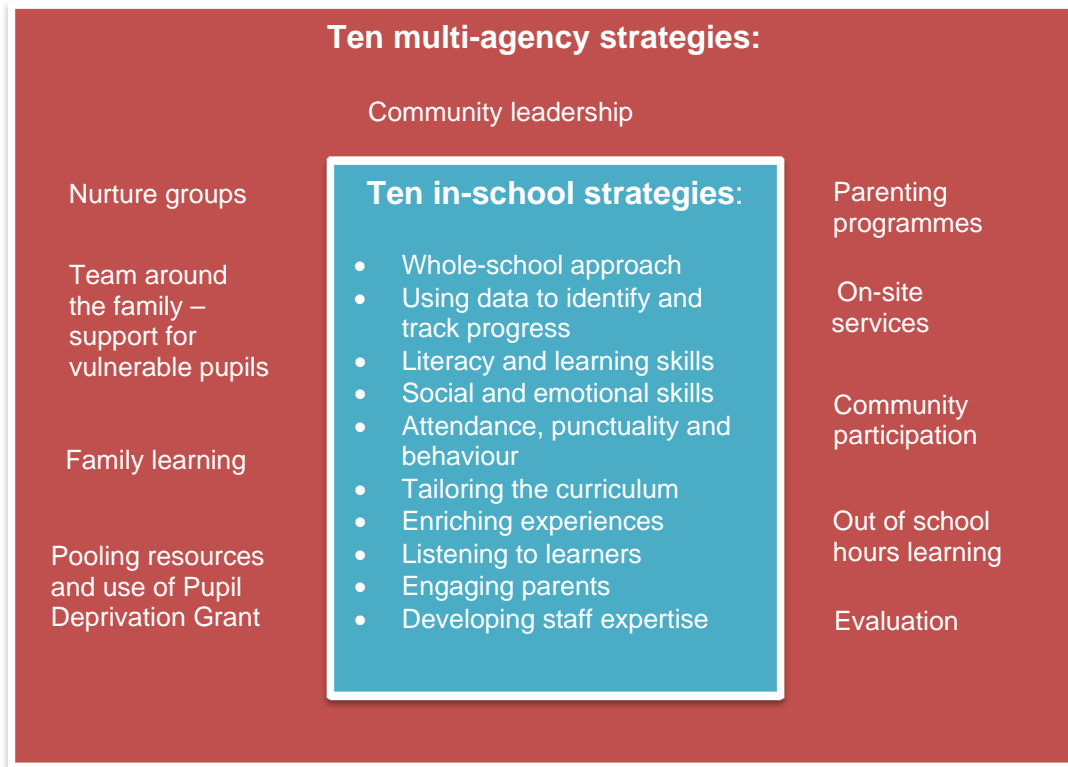 Ten multi-agency strategies:
Community leadership
Nurture groups
Team around
the family –
support for
vulnerable pupils
Family learning
Pooling resources
and use of Pupil
Deprivation Grant
Ten in-school strategies:
• Whole-school approach
• Using data to identify and
track progress
• Literacy and learning skills
• Social and emotional skills
• Attendance, punctuality and
behaviour
• Tailoring the curriculum
• Enriching experiences
• Listening to learners
• Engaging parents
• Developing staff expertise
Parenting
programmes
On-site
services
Community
participation
Out of school
hours learning
Evaluation